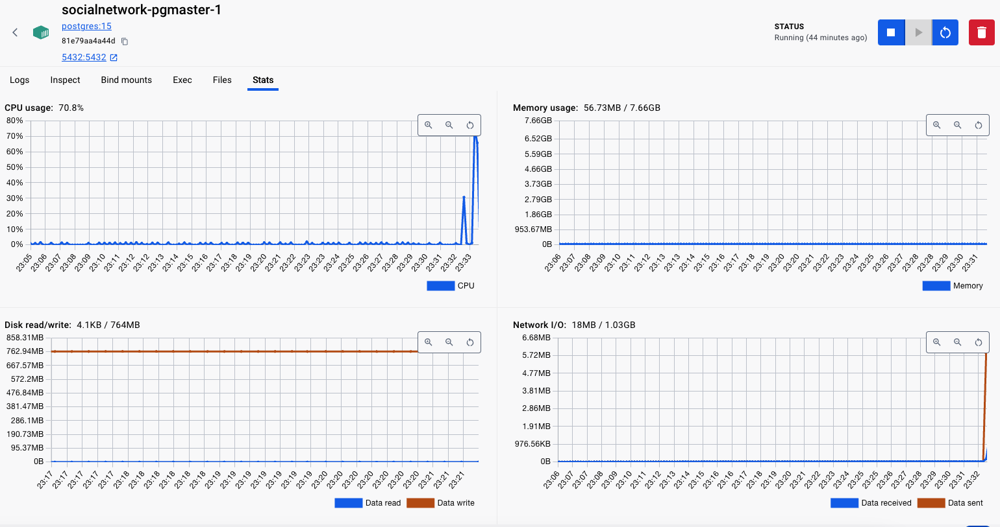 socialnetwork-pgmaster-1
postgres:15
81e79aa4a44d
5432:5432
STATUS
Running (44 minutes ago)
Logs Inspect Bind mounts Exec Files Stats
CPU usage: 70.8%
80%
70%
60%
50%
40%
30%
20%
10%
0%
23:05 23:06 23:07 23:08 23:09 23:10 23:11 23:12 23:12 23:13 23:14 23:15 23:16 23:17 23:18 23:19 23:20 23:21 23:22 23:23 23:23 23:24 23:25 23:26 23:27 23:28 23:29 23:30 23:31 23:32 23:33
CPU
Memory usage: 56.73MB / 7.66GB
7.66GB
6.52GB
5.59GB
4.66GB
3.73GB
2.79GB
1.86GB
953.67MB
0B
23:06 23:07 23:08 23:09 23:10 23:11 23:12 23:13 23:13 23:14 23:15 23:16 23:17 23:18 23:19 23:20 23:20 23:21 23:22 23:23 23:24 23:25 23:26 23:27 23:28 23:28 23:29 23:30 23:31
Memory
Disk read/write: 4.1KB / 764MB
858.31MB
762.94MB
667.57MB
572.2MB
476.84MB
381.47MB
286.1MB
190.73MB
95.37MB
0B
23:17 23:17 23:17 23:17 23:17 23:18 23:18 23:18 23:18 23:18 23:18 23:19 23:19 23:19 23:19 23:19 23:19 23:19 23:20 23:20 23:20 23:20 23:20 23:20 23:20 23:21 23:21 23:21
Data read Data write
Network I/O: 18MB / 1.03GB
6.68MB
5.72MB
4.77MB
3.81MB
2.86MB
1.91MB
976.56KB
0B
23:06 23:07 23:07 23:08 23:09 23:10 23:11 23:12 23:13 23:14 23:15 23:16 23:16 23:17 23:18 23:19 23:20 23:21 23:22 23:23 23:24 23:25 23:25 23:26 23:27 23:28 23:29 23:30 23:31 23:32
Data received Data sent